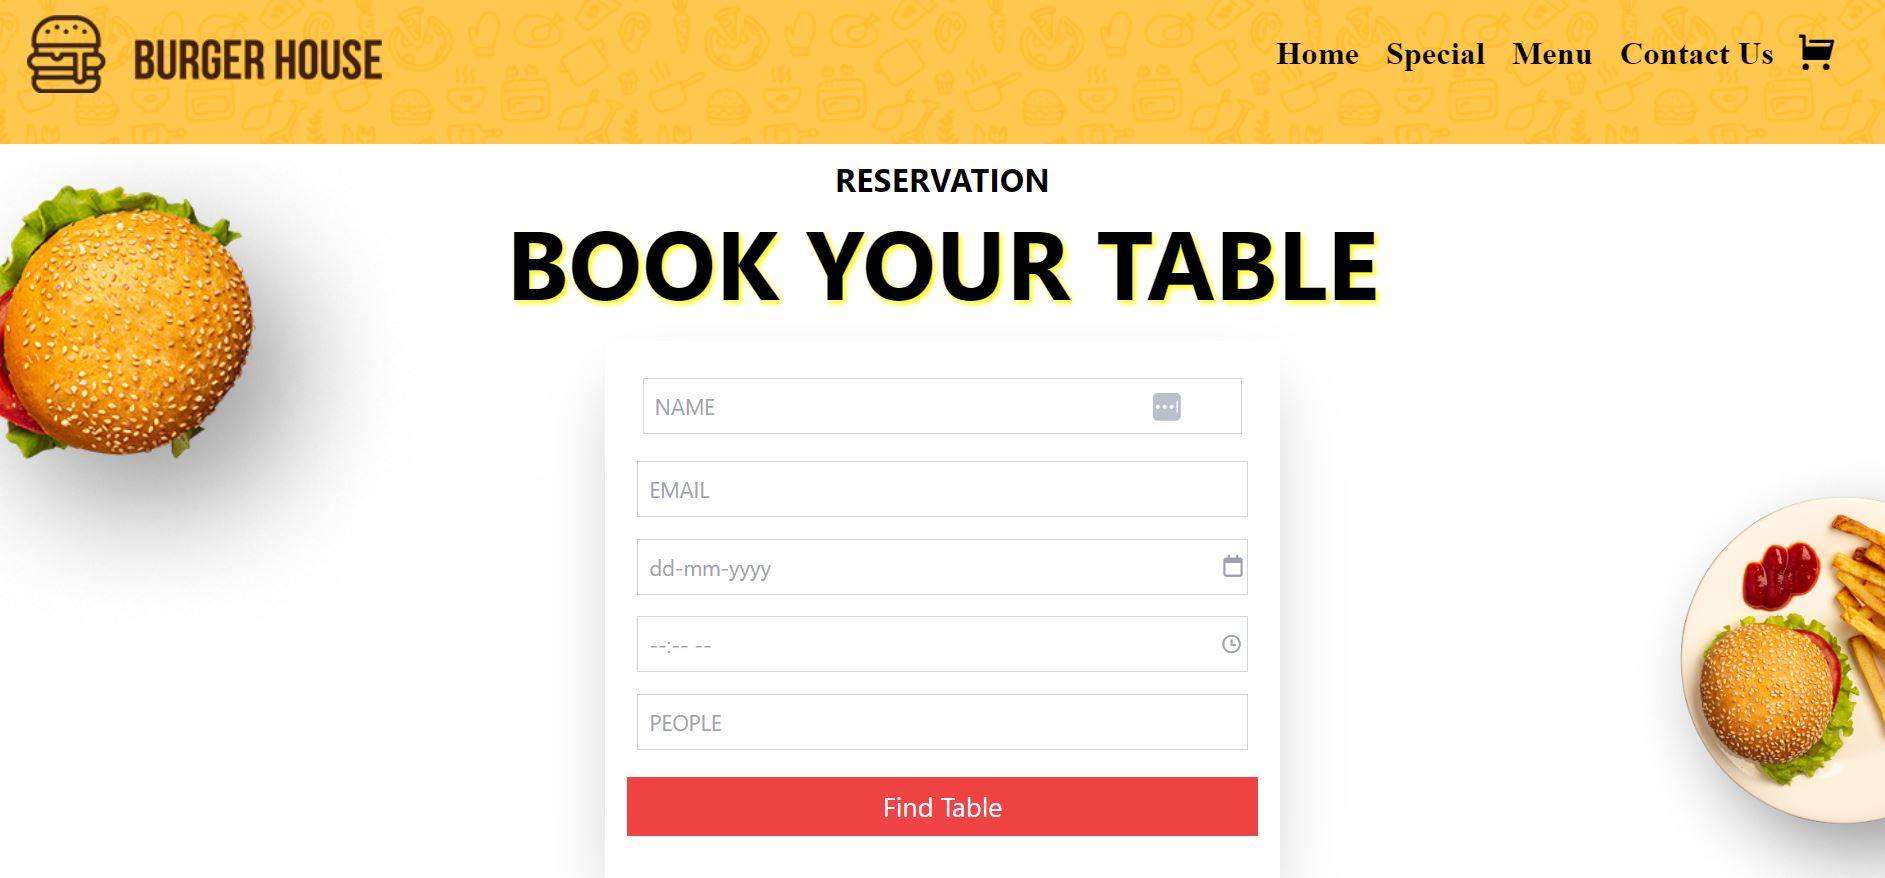 BURGER HOUSE
Home Special Menu Contact Us
RESERVATION
BOOK YOUR TABLE
NAME
EMAIL
dd-mm-yyyy
--:-- --
PEOPLE
Find Table